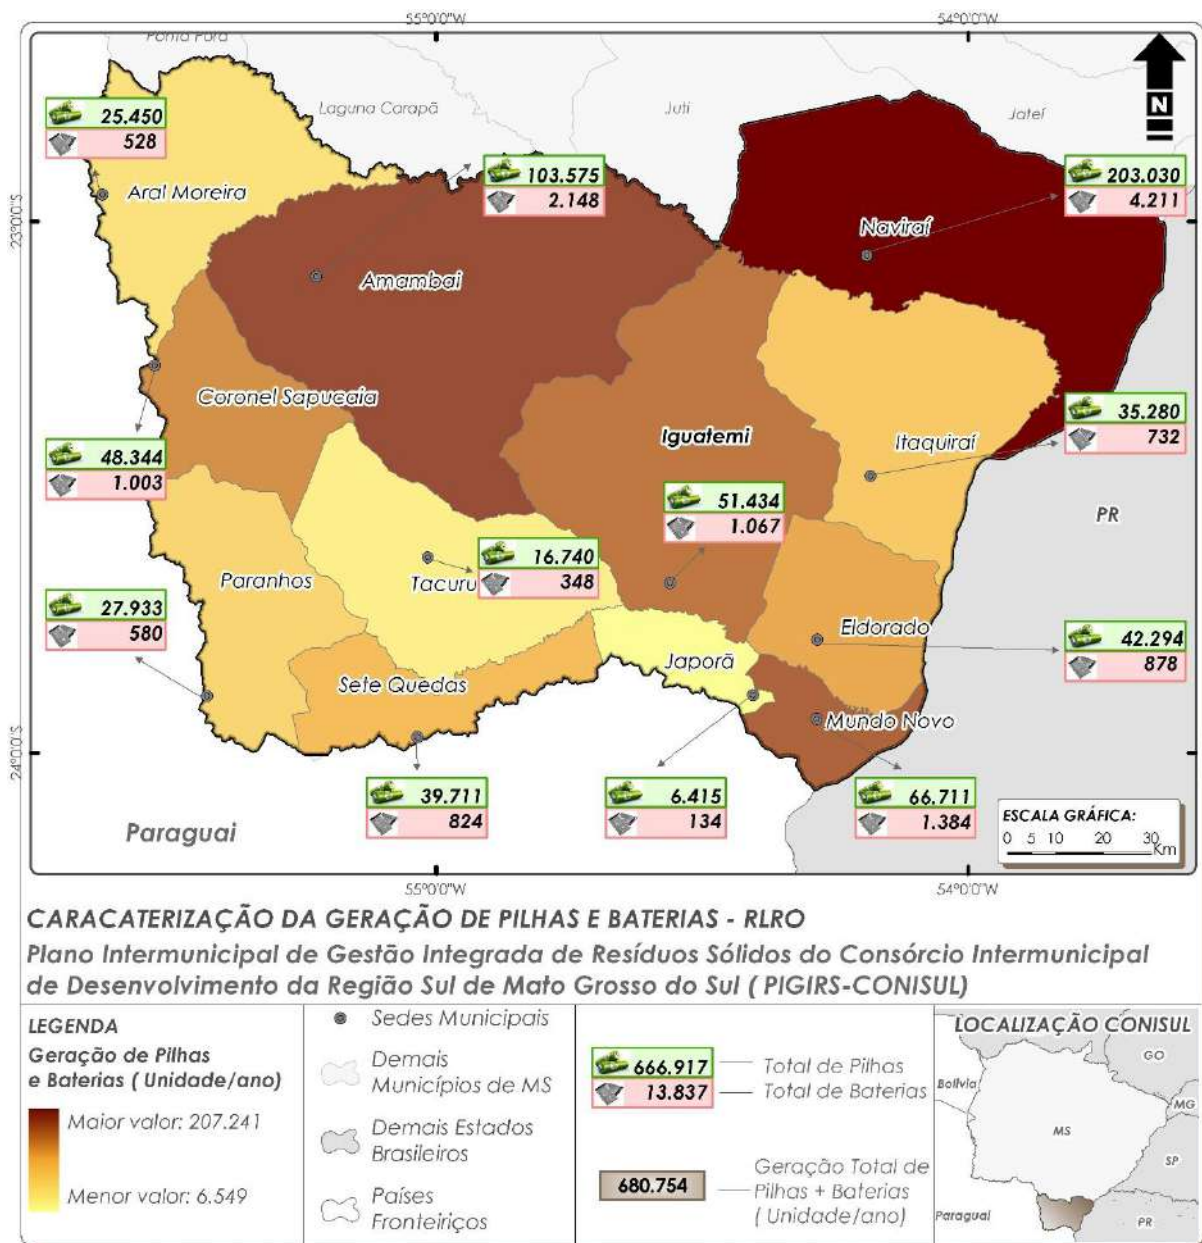 55°0'0"W
54°0'0"W
Ponta Porã
Laguna Carapã
Juti
Jateí
N
25.450
528
Aral Moreira
103.575
2.148
203.030
4.211
23°0'0"S
23°0'0"S
Naviraí
Amambai
Coronel Sapucaia
35.280
732
Iguatemi
Itaquiraí
48.344
1.003
51.434
1.067
PR
16.740
348
Paranhos
Tacuru
27.933
580
Eldorado
42.294
878
Japorã
Sete Quedas
Mundo Novo
24°0'0"S
24°0'0"S
39.711
824
6.415
134
66.711
1.384
Paraguai
ESCALA GRÁFICA:
0 5 10 20 30
Km
55°0'0"W
54°0'0"W
CARACATERIZAÇÃO DA GERAÇÃO DE PILHAS E BATERIAS - RLRO
Plano Intermunicipal de Gestão Integrada de Resíduos Sólidos do Consórcio Intermunicipal
de Desenvolvimento da Região Sul de Mato Grosso do Sul ( PIGIRS-CONISUL)
LEGENDA
Geração de Pilhas
e Baterias ( Unidade/ano)
Maior valor: 207.241
Menor valor: 6.549
Sedes Municipais
Demais
Municípios de MS
Demais Estados
Brasileiros
Países
Fronteiriços
666.917
Total de Pilhas
13.837
Total de Baterias
680.754
Geração Total de
Pilhas + Baterias
( Unidade/ano)
LOCALIZAÇÃO CONISUL
GO
Bolívia
MG
MS
SP
Paraguai
PR